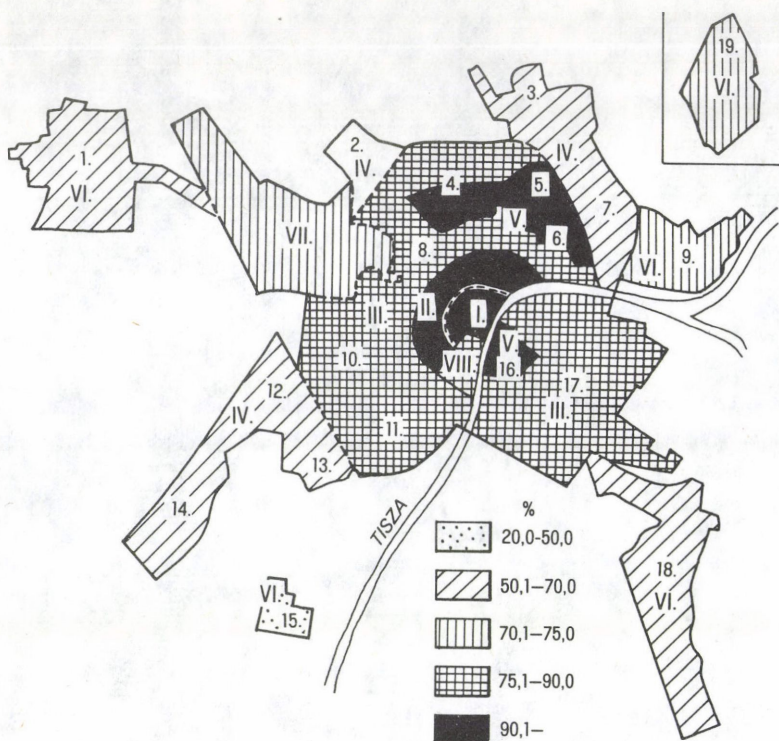 19.
VI.
3.
1.
VI.
2.
IV.
IV.
4.
5.
7.
V.
6.
VII.
8.
VI.
9.
II.
I.
III.
V.
10.
VIII.
16.
17.
12.
III.
IV.
11.
13.
14.
TISZA
%
20,0-50,0
50,1-70,0
70,1-75,0
75,1-90,0
90,1-
18.
VI.
VI.
15.